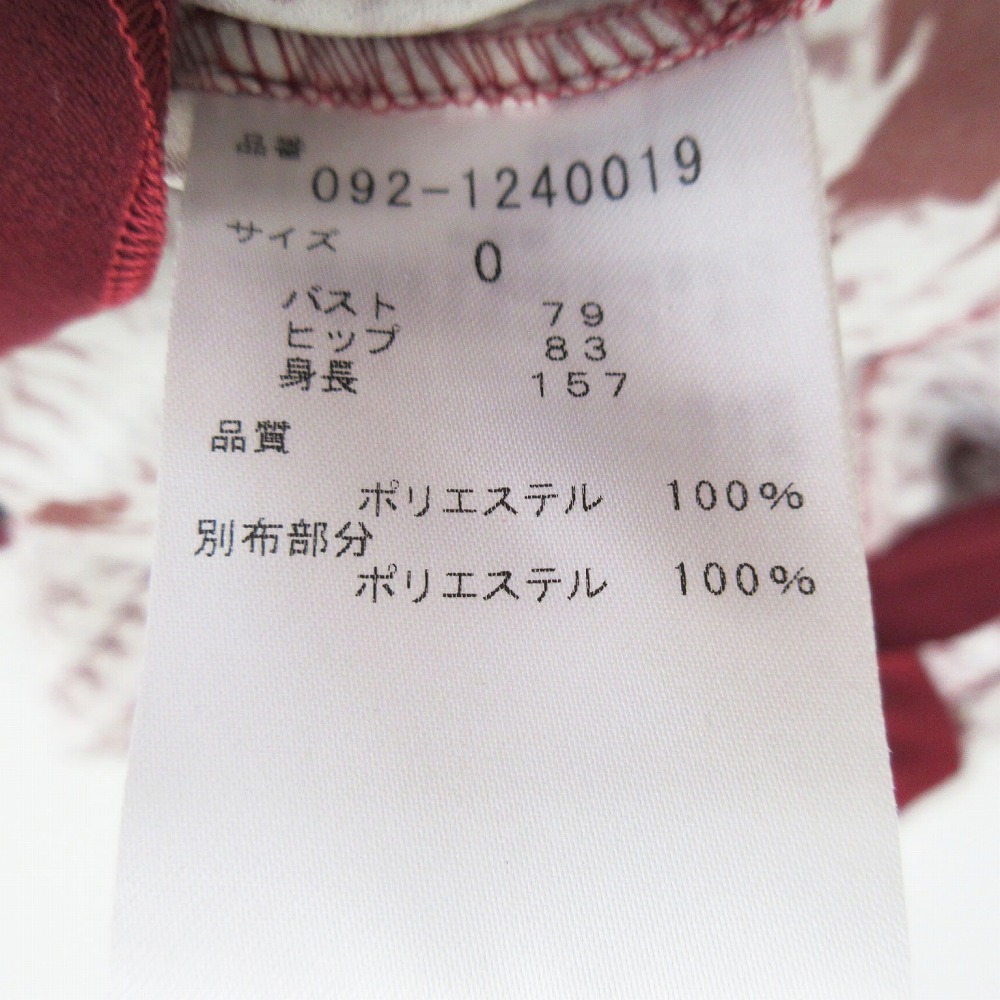 品番
092-1240019
サイズ
0
バスト 79
ヒップ 83
身長 157
品質
ポリエステル 100%
別布部分
ポリエステル 100%